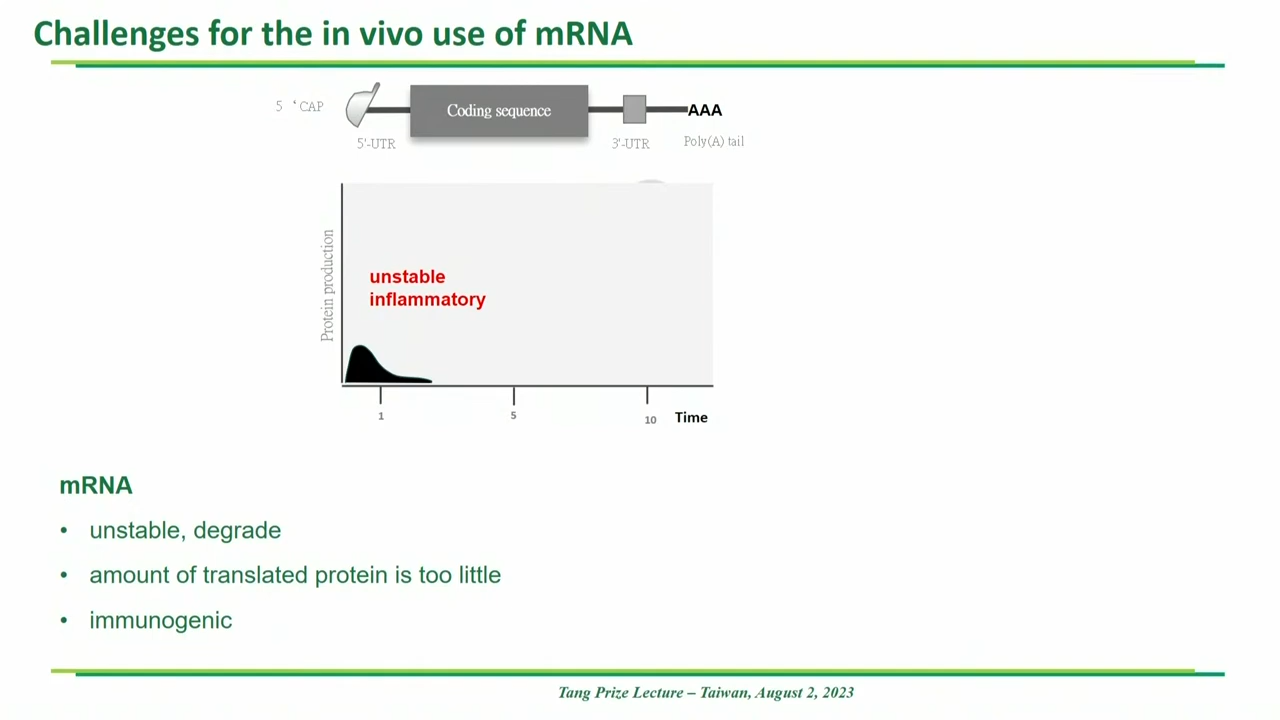 Challenges for the in vivo use of mRNA
5 ‘CAP
Coding sequence
AAA
5'-UTR
3'-UTR
Poly(A) tail
Protein production
unstable
inflammatory
1
5
10
Time
mRNA
• unstable, degrade
• amount of translated protein is too little
• immunogenic
Tang Prize Lecture – Taiwan, August 2, 2023